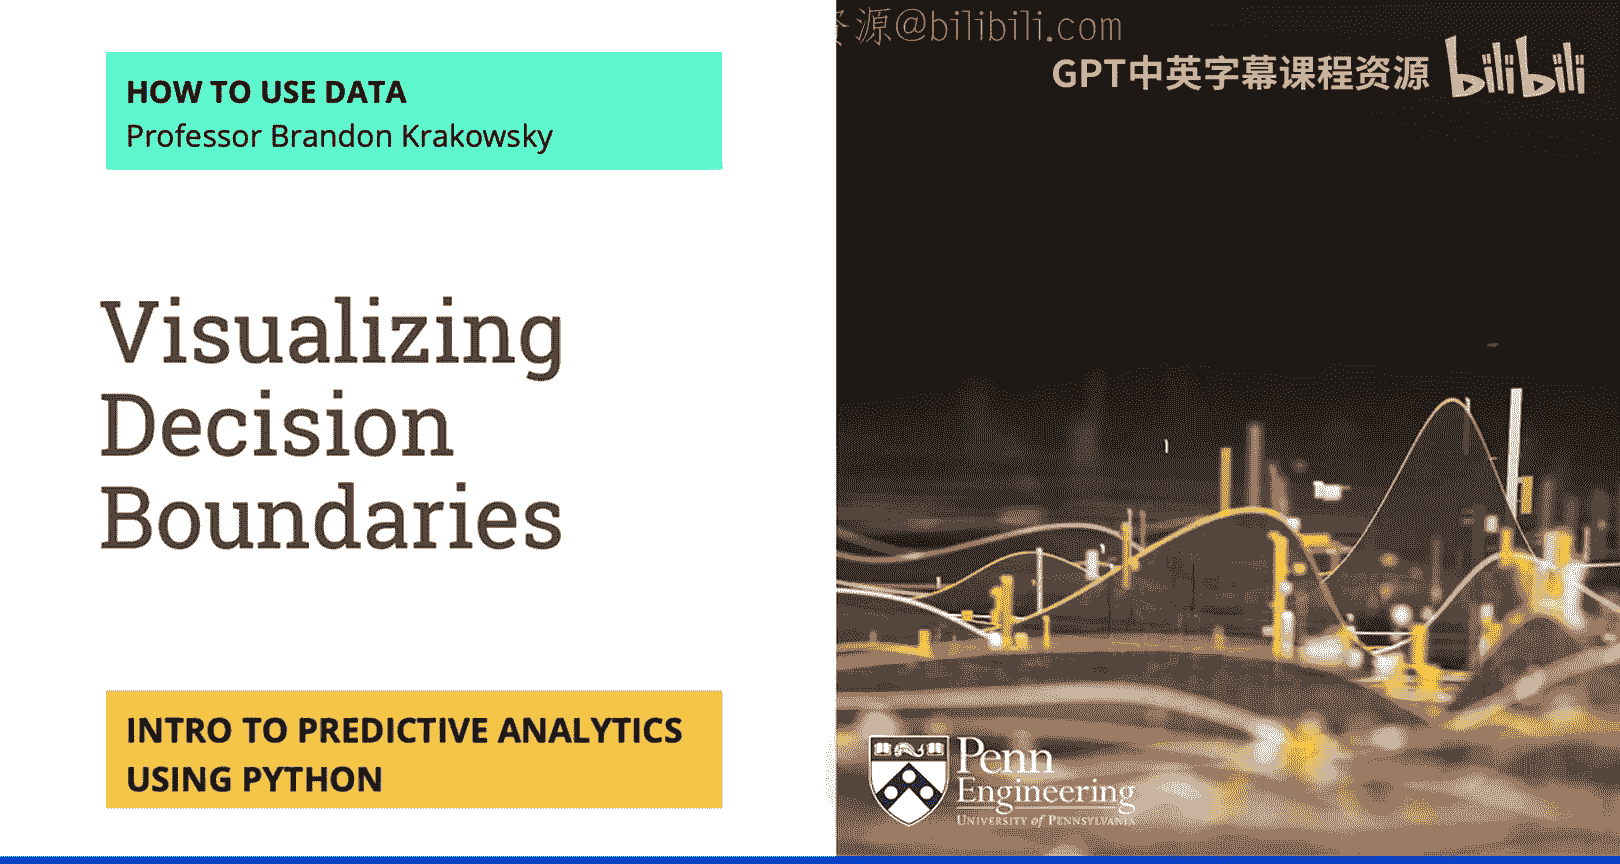 HOW TO USE DATA
Professor Brandon Krakowsky
Visualizing
Decision
Boundaries
INTRO TO PREDICTIVE ANALYTICS
USING PYTHON
源@bilibili.com
GPT中英字幕课程资源 bilibili
Penn
Engineering
UNIVERSITY of PENNSYLVANIA